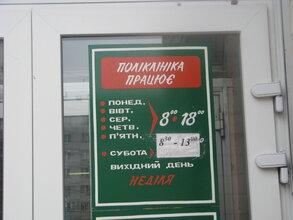 ПОЛІКЛІНІКА
ПРАЦЮЄ
ПОНЕД.
ВІВТ.
СЕР.
ЧЕТВ.
П'ЯТН.
8⁰⁰ - 18⁰⁰
СУБОТА 8³⁰ - 13⁰⁰
ВИХІДНИЙ ДЕНЬ
НЕДІЛЯ